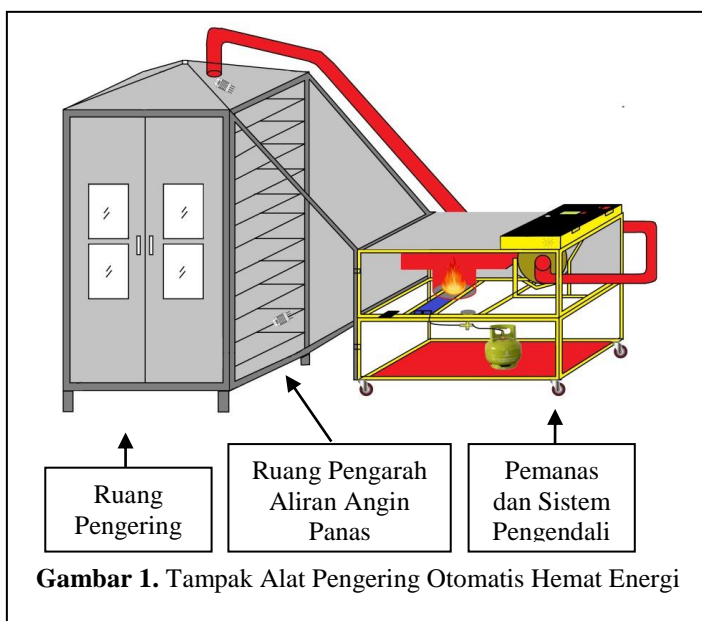 Ruang
Pengering
Ruang Pengarah
Aliran Angin
Panas
Pemanas
dan Sistem
Pengendali
Gambar 1. Tampak Alat Pengering Otomatis Hemat Energi